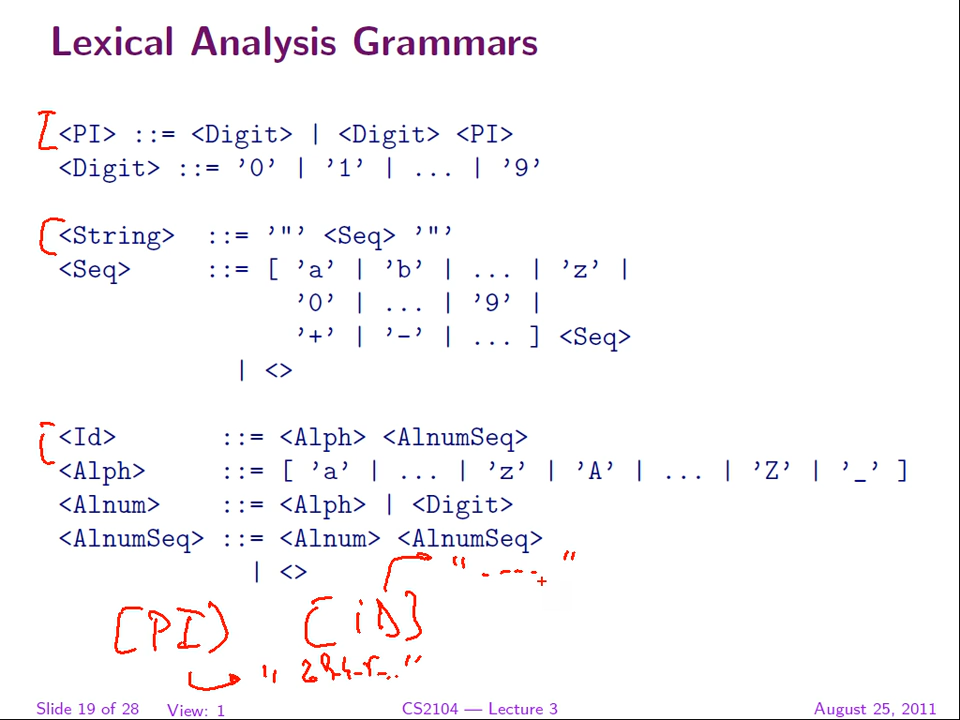 Lexical Analysis Grammars
<PI> ::= <Digit> | <Digit> <PI>
<Digit> ::= '0' | '1' | ... | '9'
<String> ::= '"' <Seq> '"'
<Seq> ::= [ 'a' | 'b' | ... | 'z' |
'0' | ... | '9' |
'+' | '-' | ... ] <Seq>
| <>
<Id> ::= <Alph> <AlnumSeq>
<Alph> ::= [ 'a' | ... | 'z' | 'A' | ... | 'Z' | '_' ]
<Alnum> ::= <Alph> | <Digit>
<AlnumSeq> ::= <Alnum> <AlnumSeq>
| <>
[PI) [iD}
Slide 19 of 28 View: 1 CS2104 — Lecture 3 August 25, 2011